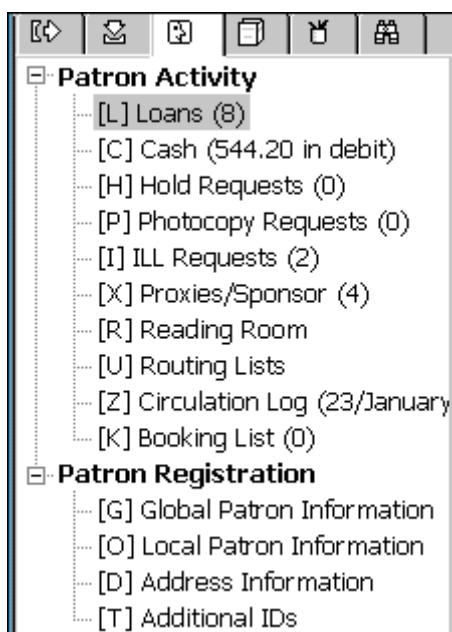 Patron Activity
[L] Loans (8)
[C] Cash (544.20 in debit)
[H] Hold Requests (0)
[P] Photocopy Requests (0)
[I] ILL Requests (2)
[X] Proxies/Sponsor (4)
[R] Reading Room
[U] Routing Lists
[Z] Circulation Log (23/January
[K] Booking List (0)
Patron Registration
[G] Global Patron Information
[O] Local Patron Information
[D] Address Information
[T] Additional IDs